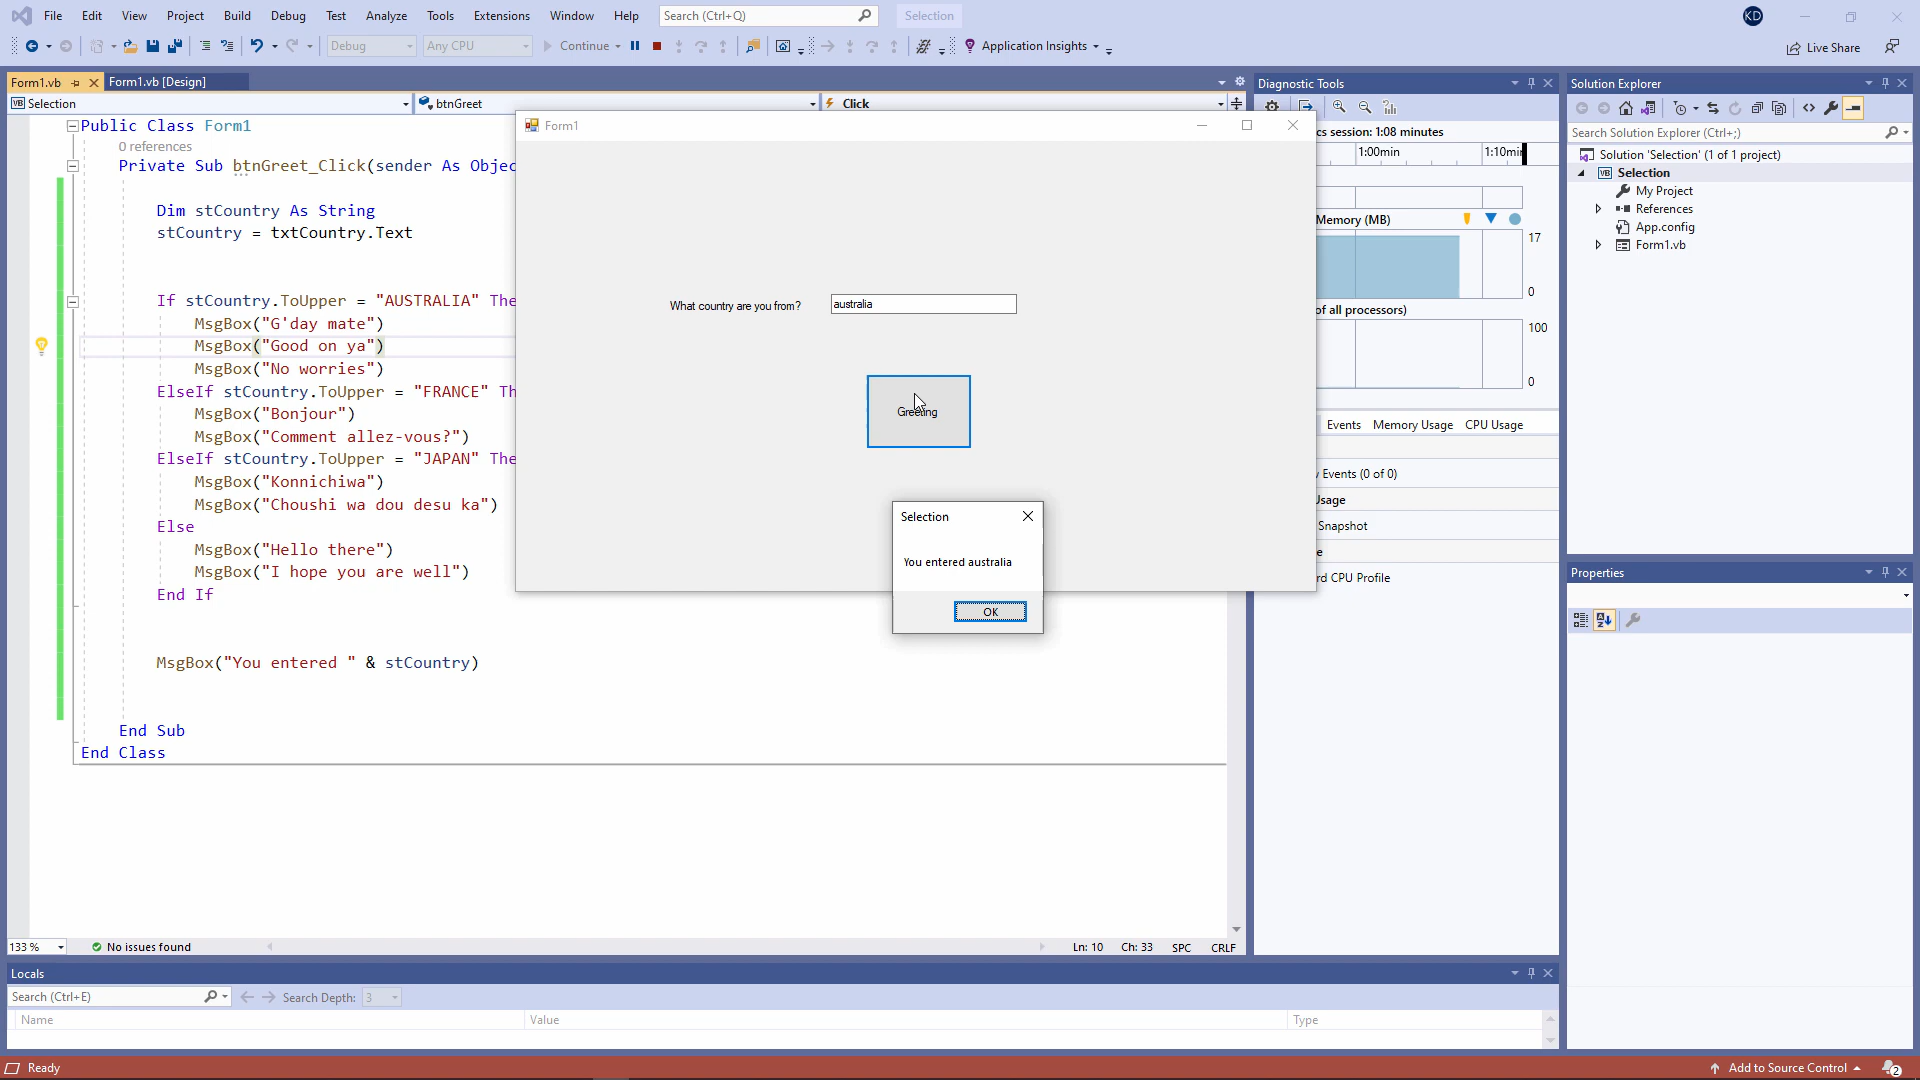 File Edit View Project Build Debug Test Analyze Tools Extensions Window Help Search (Ctrl+Q) Selection KD
Debug Any CPU Continue Application Insights Live Share
Form1.vb Form1.vb [Design]
VB Selection btnGreet Click
Public Class Form1
0 references
Private Sub btnGreet_Click(sender As Objec
Dim stCountry As String
stCountry = txtCountry.Text
If stCountry.ToUpper = "AUSTRALIA" The
MsgBox("G'day mate")
MsgBox("Good on ya")
MsgBox("No worries")
ElseIf stCountry.ToUpper = "FRANCE" Th
MsgBox("Bonjour")
MsgBox("Comment allez-vous?")
ElseIf stCountry.ToUpper = "JAPAN" The
MsgBox("Konnichiwa")
MsgBox("Choushi wa dou desu ka")
Else
MsgBox("Hello there")
MsgBox("I hope you are well")
End If
MsgBox("You entered " & stCountry)
End Sub
End Class
133 % No issues found Ln: 10 Ch: 33 SPC CRLF
Form1
What country are you from? australia
Greeting
Selection
You entered australia
OK
Diagnostic Tools
cs session: 1:08 minutes
1:00min 1:10min
Memory (MB)
17
0
of all processors)
100
0
Events Memory Usage CPU Usage
Events (0 of 0)
Usage
Snapshot
rd CPU Profile
Solution Explorer
Search Solution Explorer (Ctrl+;)
Solution 'Selection' (1 of 1 project)
VB Selection
My Project
References
App.config
Form1.vb
Properties
Locals
Search (Ctrl+E) Search Depth: 3
Name Value Type
Ready Add to Source Control 2